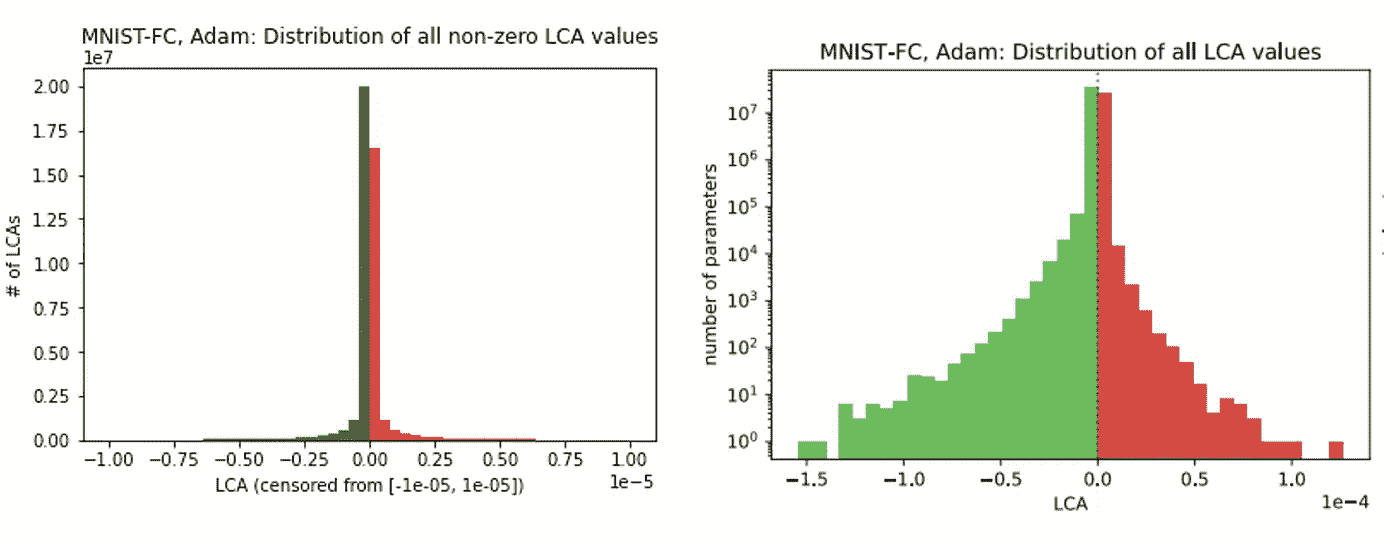 MNIST-FC, Adam: Distribution of all non-zero LCA values
1e7
2.00
1.75
1.50
1.25
1.00
0.75
0.50
0.25
0.00
# of LCAs
−1.00 −0.75 −0.50 −0.25 0.00 0.25 0.50 0.75 1.00
1e−5
LCA (censored from [-1e-05, 1e-05])
MNIST-FC, Adam: Distribution of all LCA values
10⁷
10⁶
10⁵
10⁴
10³
10²
10¹
10⁰
number of parameters
−1.5 −1.0 −0.5 0.0 0.5 1.0
1e−4
LCA